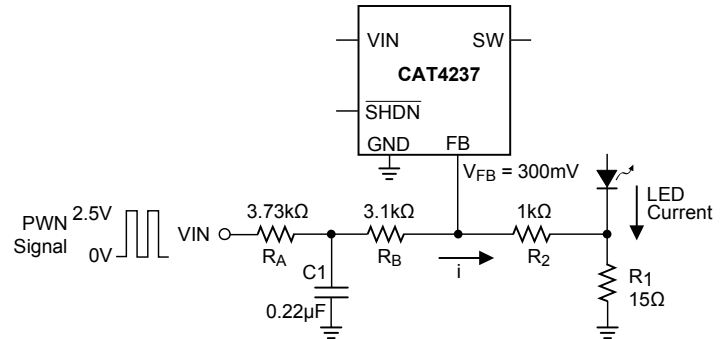 VIN SW
CAT4237
SHDN
GND FB
VFB = 300mV
LED
Current
PWN
Signal
2.5V
0V
VIN
3.73kΩ
RA
C1
0.22µF
3.1kΩ
RB
i
1kΩ
R2
R1
15Ω